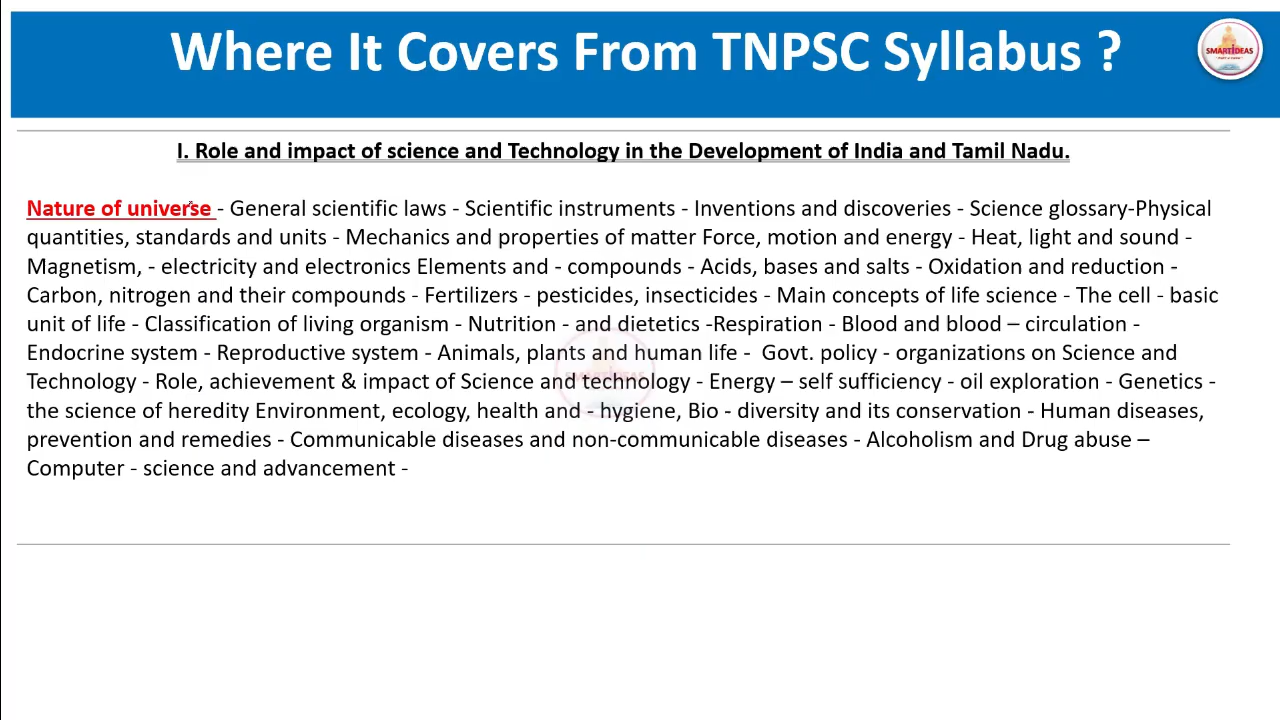 Where It Covers From TNPSC Syllabus ?
SMARTIDEAS
I. Role and impact of science and Technology in the Development of India and Tamil Nadu.
Nature of universe - General scientific laws - Scientific instruments - Inventions and discoveries - Science glossary-Physical
quantities, standards and units - Mechanics and properties of matter Force, motion and energy - Heat, light and sound -
Magnetism, - electricity and electronics Elements and - compounds - Acids, bases and salts - Oxidation and reduction -
Carbon, nitrogen and their compounds - Fertilizers - pesticides, insecticides - Main concepts of life science - The cell - basic
unit of life - Classification of living organism - Nutrition - and dietetics -Respiration - Blood and blood – circulation -
Endocrine system - Reproductive system - Animals, plants and human life -  Govt. policy - organizations on Science and
Technology - Role, achievement & impact of Science and technology - Energy – self sufficiency - oil exploration - Genetics -
the science of heredity Environment, ecology, health and - hygiene, Bio - diversity and its conservation - Human diseases,
prevention and remedies - Communicable diseases and non-communicable diseases - Alcoholism and Drug abuse –
Computer - science and advancement -
SMARTIDEAS